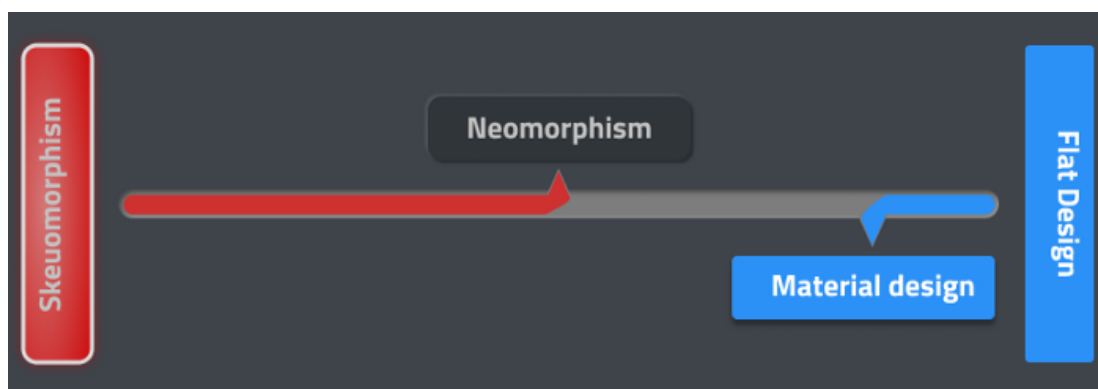 Skeuomorphism
Neomorphism
Material design
Flat Design